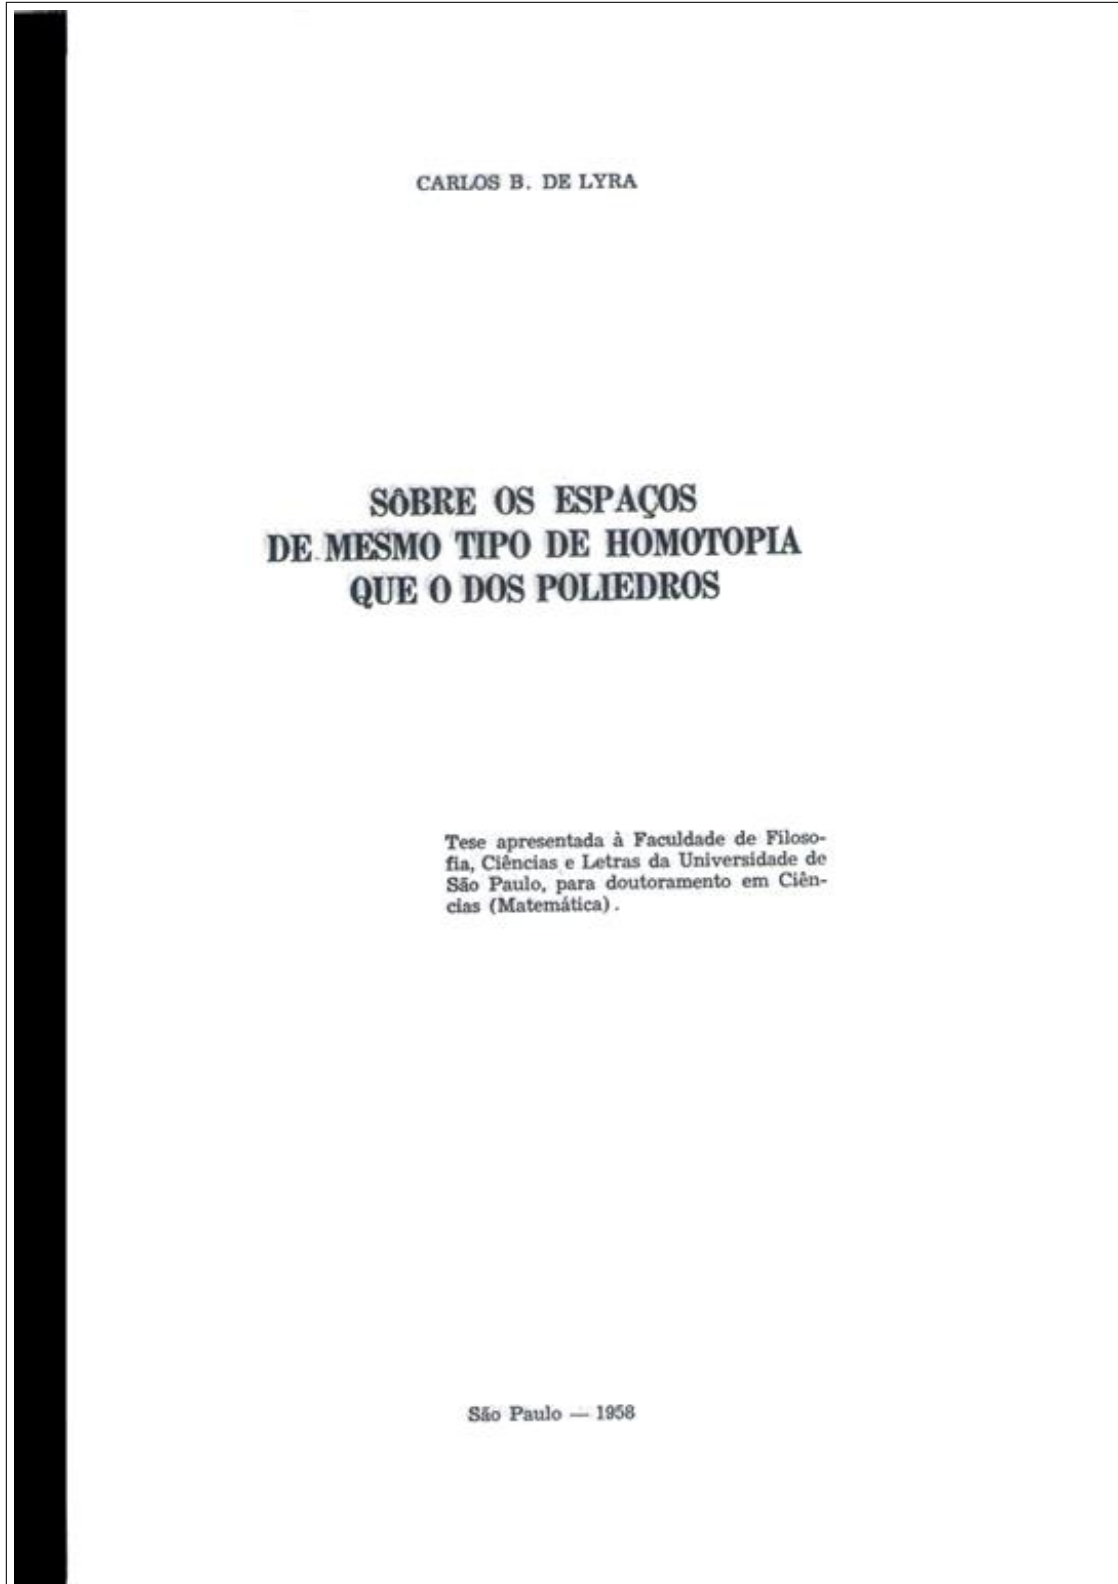 CARLOS B. DE LYRA
SÔBRE OS ESPAÇOS
DE MESMO TIPO DE HOMOTOPIA
QUE O DOS POLIEDROS
Tese apresentada à Faculdade de Filoso-
fia, Ciências e Letras da Universidade de
São Paulo, para doutoramento em Ciên-
cias (Matemática).
São Paulo — 1958